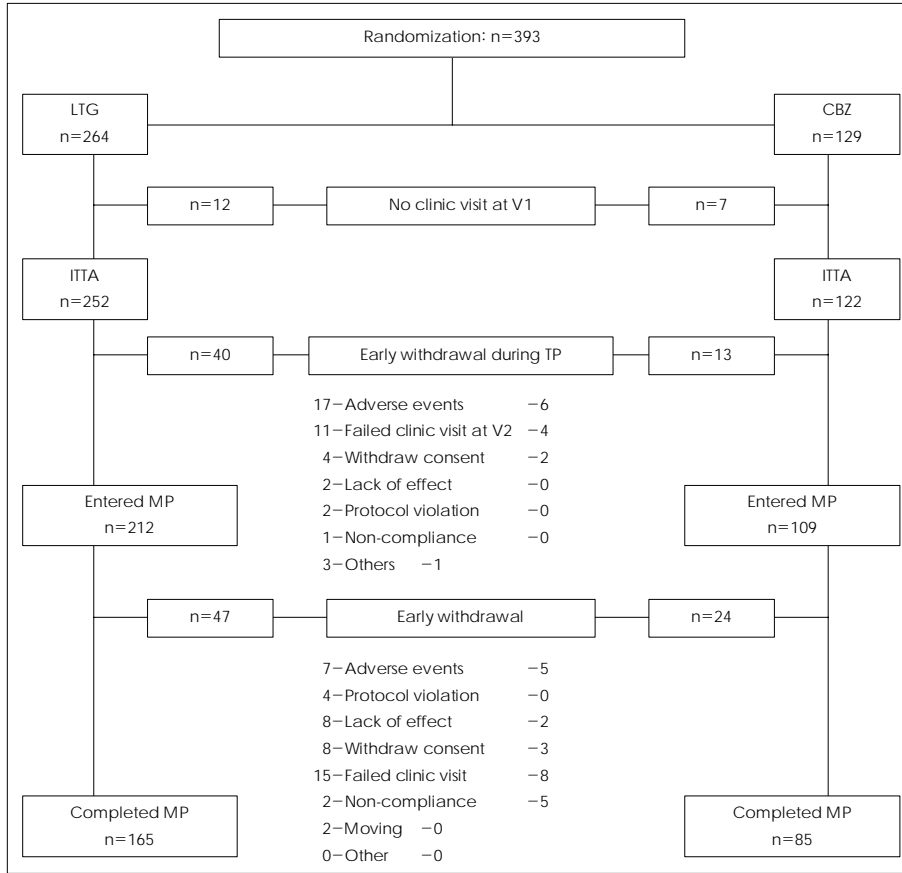 Randomization: n=393
LTG
n=264
CBZ
n=129
n=12
No clinic visit at V1
n=7
ITTA
n=252
ITTA
n=122
n=40
Early withdrawal during TP
n=13
17−Adverse events −6
11−Failed clinic visit at V2 −4
4−Withdraw consent −2
2−Lack of effect −0
2−Protocol violation −0
1−Non-compliance −0
3−Others −1
Entered MP
n=212
Entered MP
n=109
n=47
Early withdrawal
n=24
7−Adverse events −5
4−Protocol violation −0
8−Lack of effect −2
8−Withdraw consent −3
15−Failed clinic visit −8
2−Non-compliance −5
2−Moving −0
0−Other −0
Completed MP
n=165
Completed MP
n=85